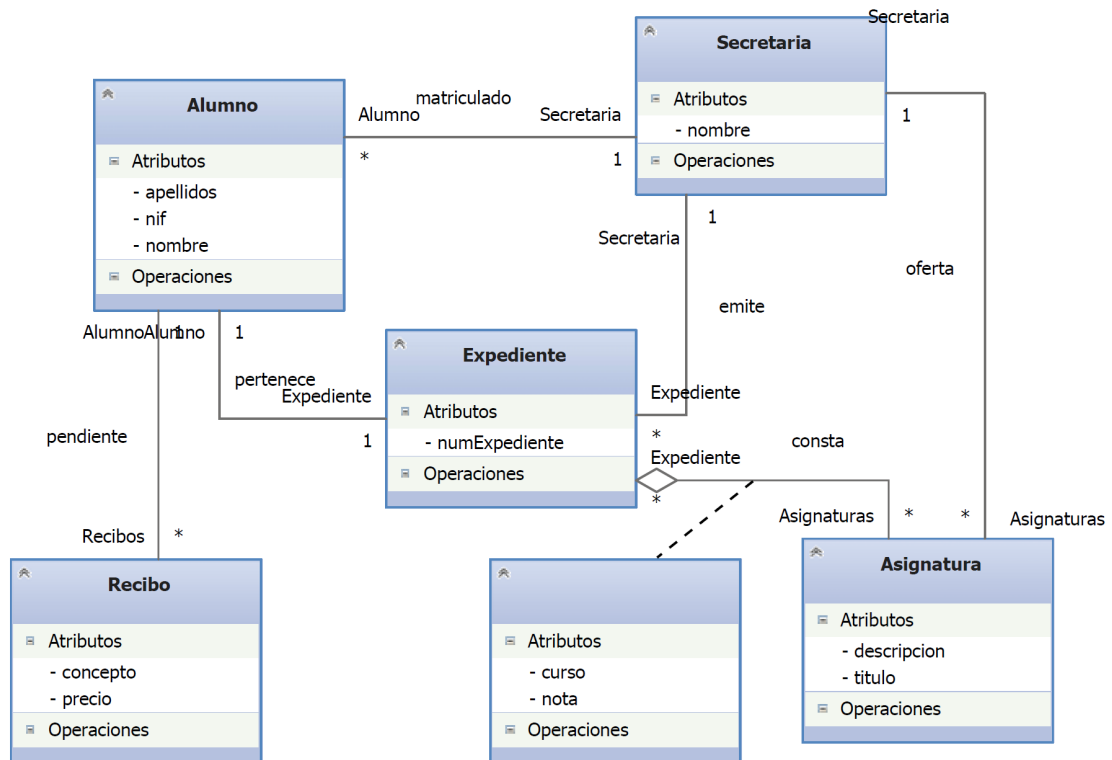 Secretaria
Secretaria
Atributos
- nombre
Operaciones
1
Alumno
Atributos
- apellidos
- nif
- nombre
Operaciones
matriculado
Alumno
Secretaria
*
1
1
Secretaria
oferta
emite
AlumnoAlumno
1
1
pertenece
Expediente
1
Expediente
Atributos
- numExpediente
Operaciones
Expediente
*
Expediente
*
consta
pendiente
Recibos
*
Asignaturas
*
*
Asignaturas
Recibo
Atributos
- concepto
- precio
Operaciones
Atributos
- curso
- nota
Operaciones
Asignatura
Atributos
- descripcion
- titulo
Operaciones